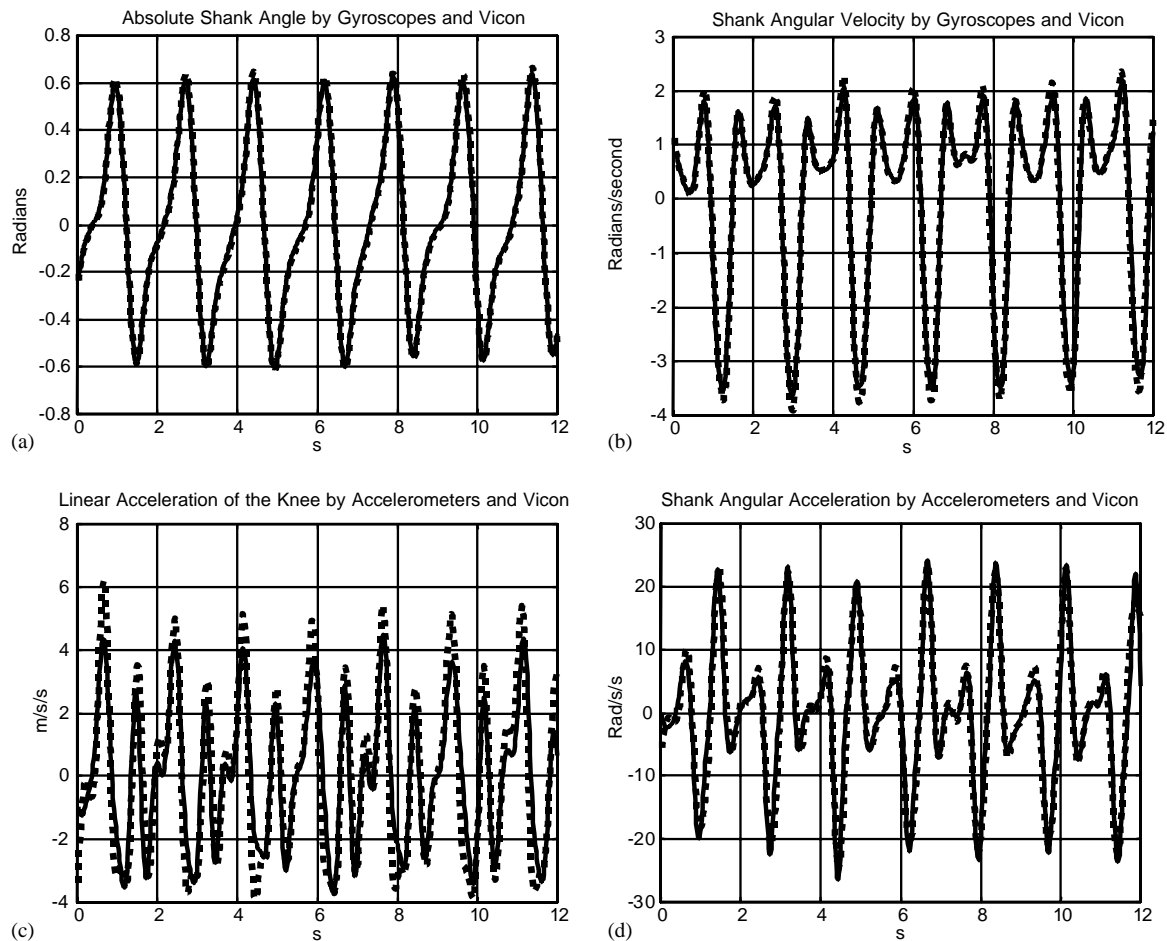 Absolute Shank Angle by Gyroscopes and Vicon
0.8
0.6
0.4
0.2
0
-0.2
-0.4
-0.6
-0.8
Radians
0 2 4 6 8 10 12
s
(a)
Shank Angular Velocity by Gyroscopes and Vicon
3
2
1
0
-1
-2
-3
-4
Radians/second
0 2 4 6 8 10 12
s
(b)
Linear Acceleration of the Knee by Accelerometers and Vicon
8
6
4
2
0
-2
-4
m/s/s
0 2 4 6 8 10 12
s
(c)
Shank Angular Acceleration by Accelerometers and Vicon
30
20
10
0
-10
-20
-30
Rad/s/s
0 2 4 6 8 10 12
s
(d)